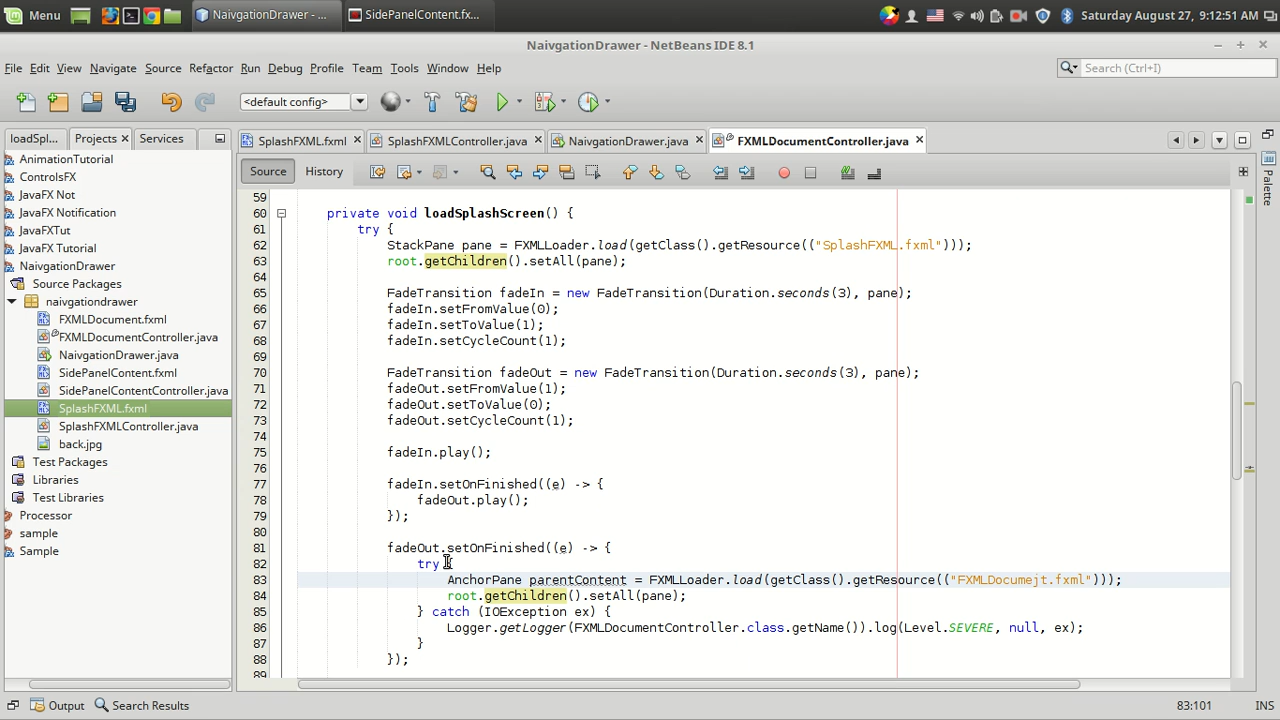 Menu
NaivgationDrawer - ...
SidePanelContent.fx...
Saturday August 27, 9:12:51 AM
NaivgationDrawer - NetBeans IDE 8.1
File Edit View Navigate Source Refactor Run Debug Profile Team Tools Window Help
Search (Ctrl+I)
<default config>
loadSpl... Projects Services
SplashFXML.fxml SplashFXMLController.java NaivgationDrawer.java FXMLDocumentController.java
Source History
Palette
AnimationTutorial
ControlsFX
JavaFX Not
JavaFX Notification
JavaFXTut
JavaFX Tutorial
NaivgationDrawer
Source Packages
naivgationdrawer
FXMLDocument.fxml
FXMLDocumentController.java
NaivgationDrawer.java
SidePanelContent.fxml
SidePanelContentController.java
SplashFXML.fxml
SplashFXMLController.java
back.jpg
Test Packages
Libraries
Test Libraries
Processor
sample
Sample
59
60 private void loadSplashScreen() {
61 try {
62 StackPane pane = FXMLLoader.load(getClass().getResource(("SplashFXML.fxml")));
63 root.getChildren().setAll(pane);
64
65 FadeTransition fadeIn = new FadeTransition(Duration.seconds(3), pane);
66 fadeIn.setFromValue(0);
67 fadeIn.setToValue(1);
68 fadeIn.setCycleCount(1);
69
70 FadeTransition fadeOut = new FadeTransition(Duration.seconds(3), pane);
71 fadeOut.setFromValue(1);
72 fadeOut.setToValue(0);
73 fadeOut.setCycleCount(1);
74
75 fadeIn.play();
76
77 fadeIn.setOnFinished((e) -> {
78 fadeOut.play();
79 });
80
81 fadeOut.setOnFinished((e) -> {
82 try {
83 AnchorPane parentContent = FXMLLoader.load(getClass().getResource(("FXMLDocumejt.fxml")));
84 root.getChildren().setAll(pane);
85 } catch (IOException ex) {
86 Logger.getLogger(FXMLDocumentController.class.getName()).log(Level.SEVERE, null, ex);
87 }
88 });
89
Output Search Results
83:101 INS